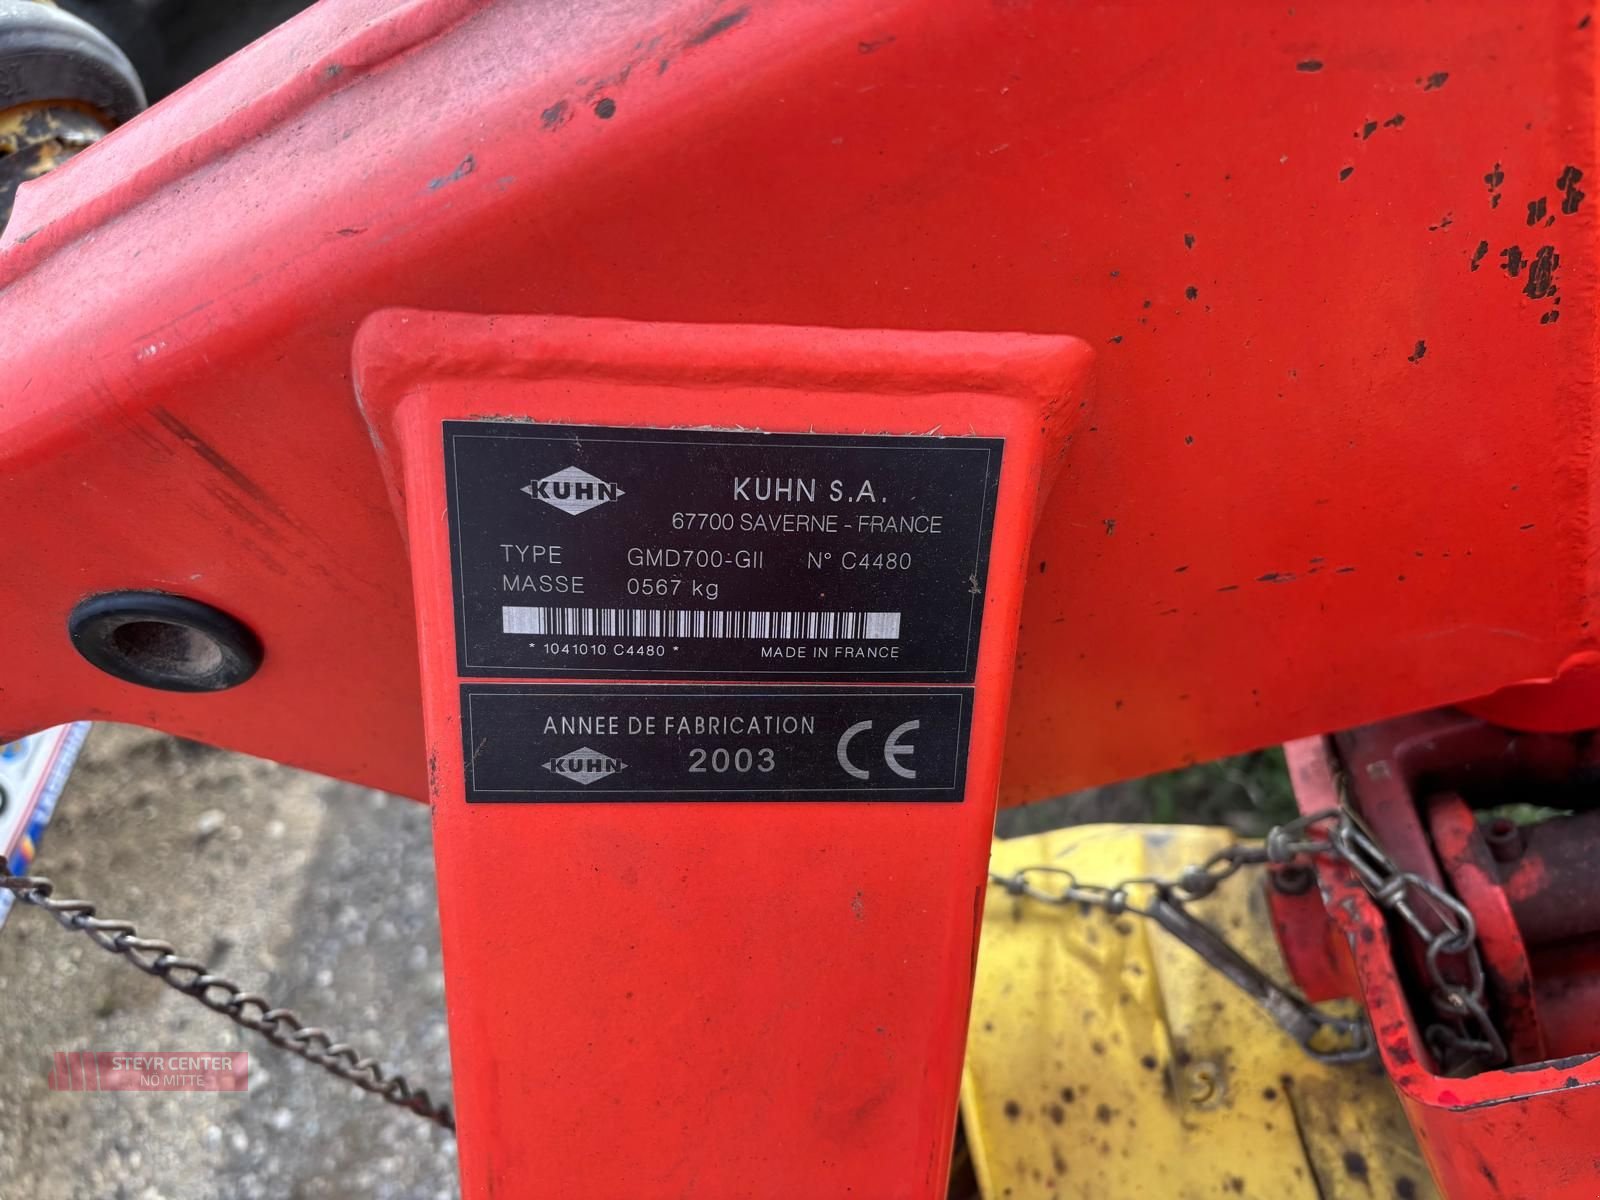 KUHN
KUHN S.A.
67700 SAVERNE - FRANCE
TYPE GMD700-GII N° C4480
MASSE 0567 kg
* 1041010 C4480 * MADE IN FRANCE
ANNEE DE FABRICATION
KUHN 2003 CE
STEYR CENTER
NÖ MITTE